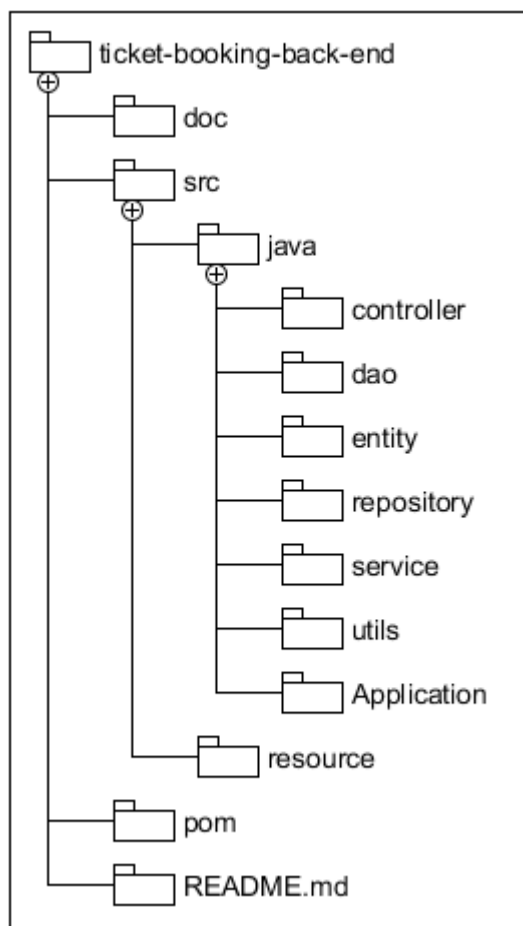 ticket-booking-back-end
doc
src
java
controller
dao
entity
repository
service
utils
Application
resource
pom
README.md